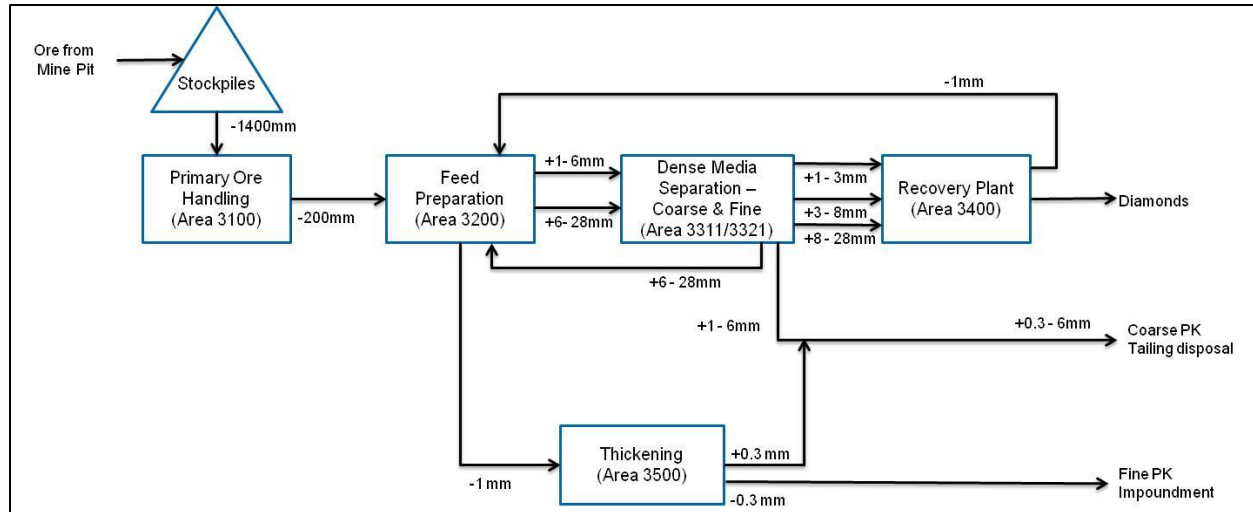 Ore from
Mine Pit
Stockpiles
-1400mm
-1mm
Primary Ore
Handling
(Area 3100)
-200mm
Feed
Preparation
(Area 3200)
+1- 6mm
+6- 28mm
Dense Media
Separation –
Coarse & Fine
(Area 3311/3321)
+1 - 3mm
+3 - 8mm
+8 - 28mm
Recovery Plant
(Area 3400)
Diamonds
+6 - 28mm
+1 - 6mm
+0.3 - 6mm
Coarse PK
Tailing disposal
-1 mm
Thickening
(Area 3500)
+0.3 mm
-0.3 mm
Fine PK
Impoundment